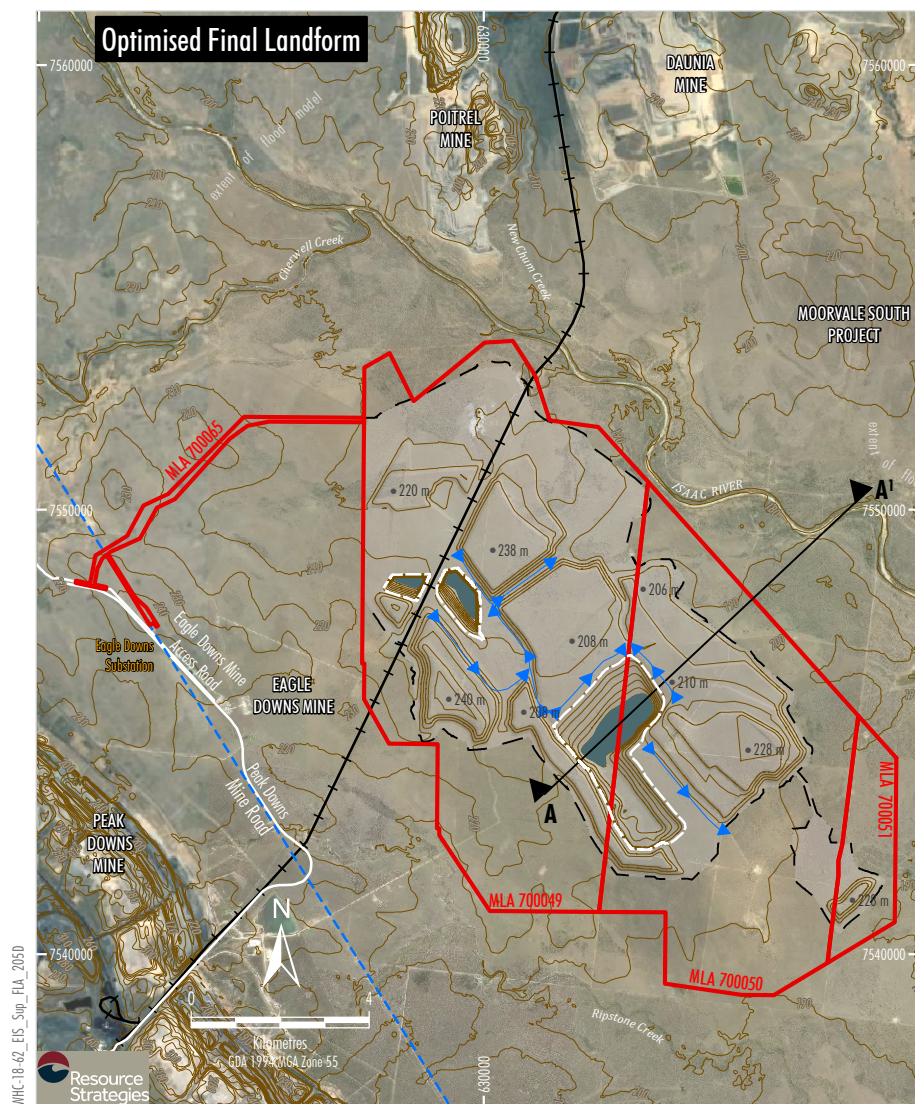 Optimised Final Landform
630000
7560000
7560000
DAUNIA
MINE
POITREL
MINE
extent of flood model
Cherwell Creek
New Chum Creek
MOORVALE SOUTH
PROJECT
extent of flo
MLA 700065
ISAAC RIVER
A1
7550000
7550000
220 m
238 m
206 m
208 m
210 m
240 m
228 m
Eagle Downs
Substation
Eagle Downs Mine
Access Road
EAGLE
DOWNS MINE
Peak Downs
Mine Road
PEAK
DOWNS
MINE
A
MLA 700051
MLA 700049
MLA 700050
7540000
7540000
N
0
4
Kilometres
GDA 1994 MGA Zone 55
Ripstone Creek
630000
WHC-18-62_EIS_Sup_FLA_205D
Resource
Strategies